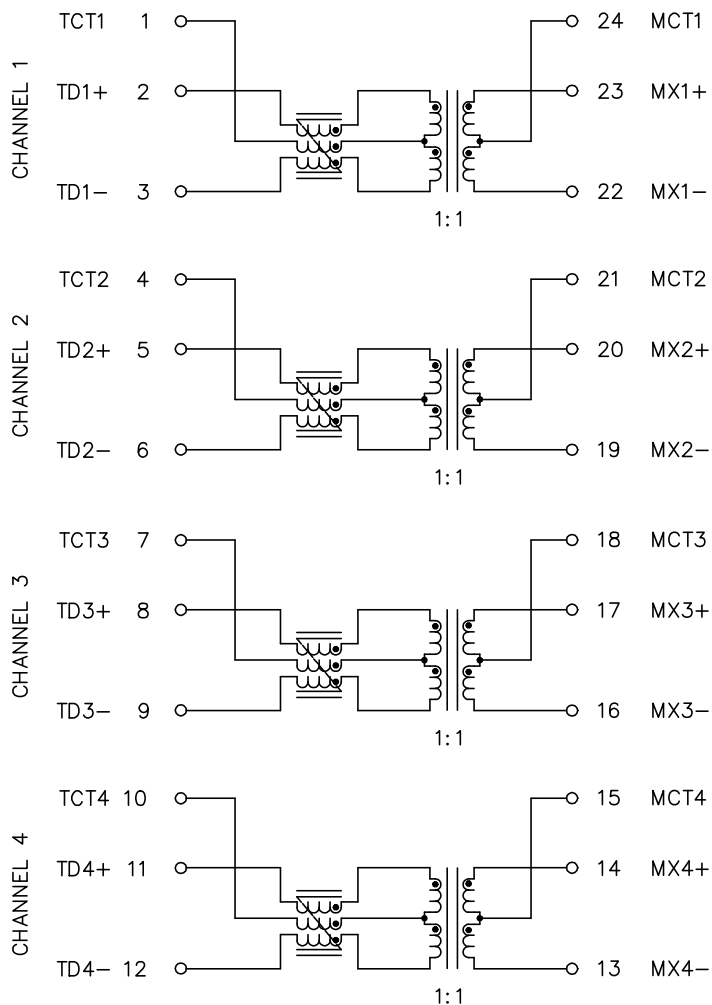 CHANNEL 1
TCT1 1 24 MCT1
TD1+ 2 23 MX1+
TD1− 3 22 MX1−
1:1
CHANNEL 2
TCT2 4 21 MCT2
TD2+ 5 20 MX2+
TD2− 6 19 MX2−
1:1
CHANNEL 3
TCT3 7 18 MCT3
TD3+ 8 17 MX3+
TD3− 9 16 MX3−
1:1
CHANNEL 4
TCT4 10 15 MCT4
TD4+ 11 14 MX4+
TD4− 12 13 MX4−
1:1